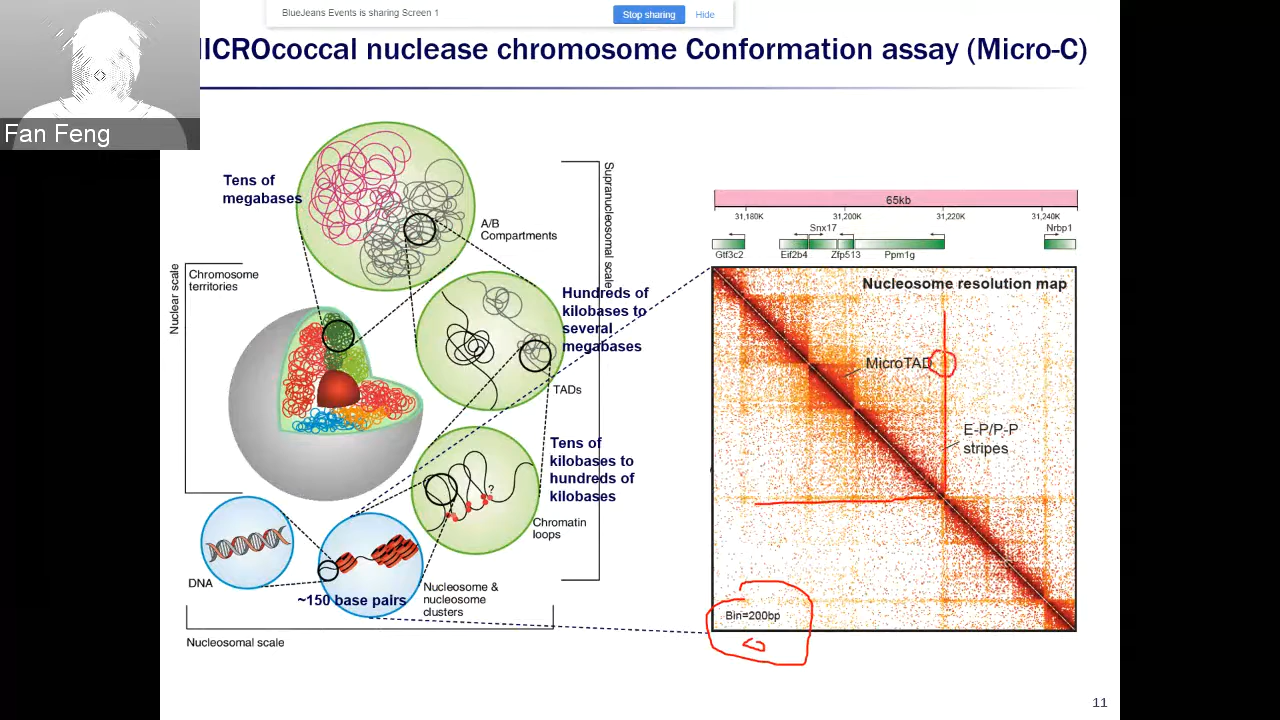 BlueJeans Events is sharing Screen 1
Stop sharing
Hide
ICROcoccal nuclease chromosome Conformation assay (Micro-C)
Fan Feng
Tens of
megabases
A/B
Compartments
Supranucleosomal scale
Nuclear scale
Chromosome
territories
Hundreds of
kilobases to
several
megabases
TADs
Tens of
kilobases to
hundreds of
kilobases
?
Chromatin
loops
DNA
~150 base pairs
Nucleosome &
nucleosome
clusters
Nucleosomal scale
65kb
31,180K 31,200K 31,220K 31,240K
Snx17 Nrbp1
Gtf3c2 Eif2b4 Zfp513 Ppm1g
Nucleosome resolution map
MicroTAD
E-P/P-P
stripes
Bin=200bp
11